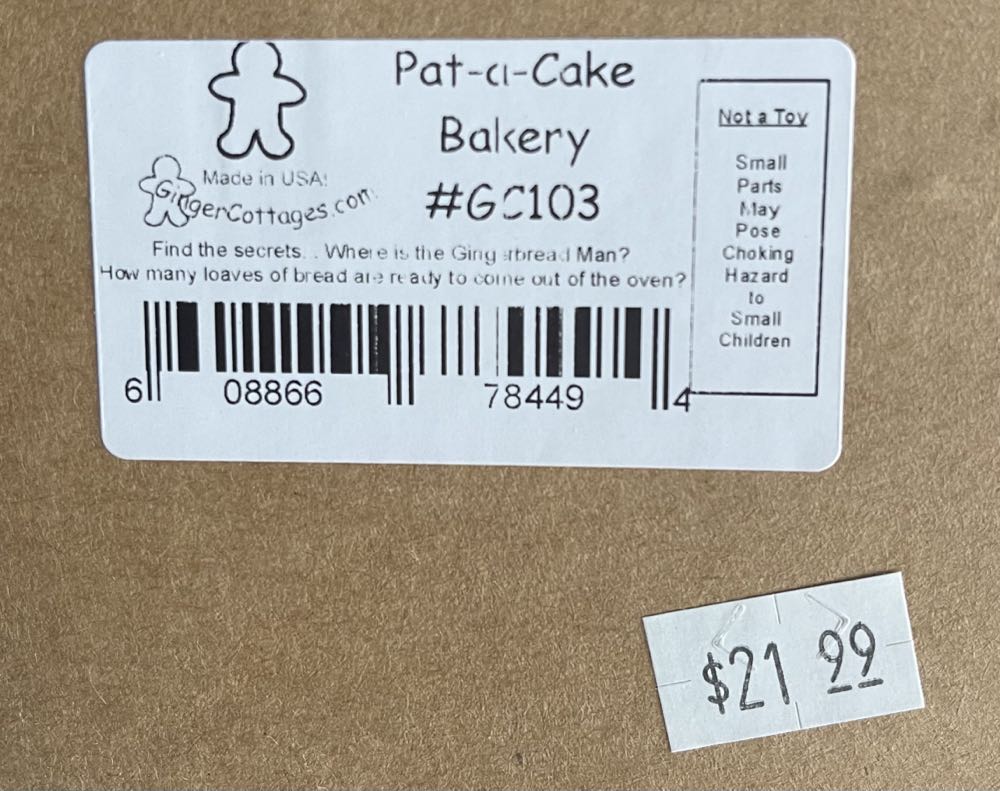 Pat-a-Cake
Bakery
#GC103
Made in USA!
GingerCottages.com
Find the secrets... Where is the Gingerbread Man?
How many loaves of bread are ready to come out of the oven?
6 08866 78449 4
Not a Toy
Small
Parts
May
Pose
Choking
Hazard
to
Small
Children
$21 99